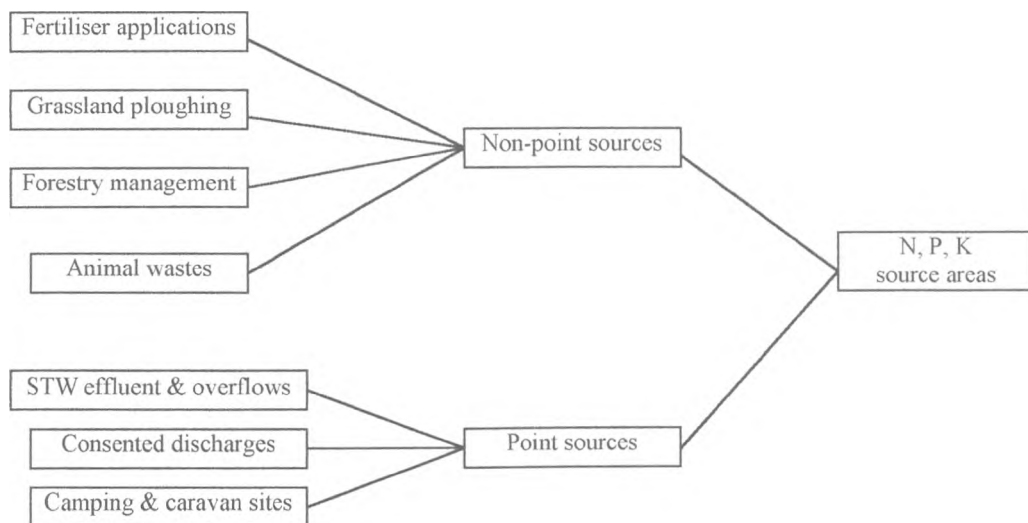 Fertiliser applications
Grassland ploughing
Forestry management
Animal wastes
Non-point sources
N, P, K
source areas
STW effluent & overflows
Consented discharges
Camping & caravan sites
Point sources